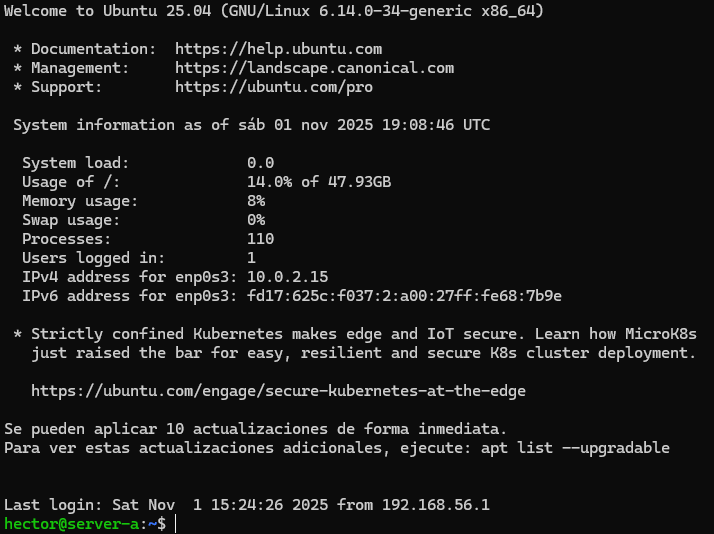 Welcome to Ubuntu 25.04 (GNU/Linux 6.14.0-34-generic x86_64)
* Documentation: https://help.ubuntu.com
* Management: https://landscape.canonical.com
* Support: https://ubuntu.com/pro
System information as of sáb 01 nov 2025 19:08:46 UTC
System load: 0.0
Usage of /: 14.0% of 47.93GB
Memory usage: 8%
Swap usage: 0%
Processes: 110
Users logged in: 1
IPv4 address for enp0s3: 10.0.2.15
IPv6 address for enp0s3: fd17:625c:f037:2:a00:27ff:fe68:7b9e
* Strictly confined Kubernetes makes edge and IoT secure. Learn how MicroK8s
just raised the bar for easy, resilient and secure K8s cluster deployment.
https://ubuntu.com/engage/secure-kubernetes-at-the-edge
Se pueden aplicar 10 actualizaciones de forma inmediata.
Para ver estas actualizaciones adicionales, ejecute: apt list --upgradable
Last login: Sat Nov  1 15:24:26 2025 from 192.168.56.1
hector@server-a:~$